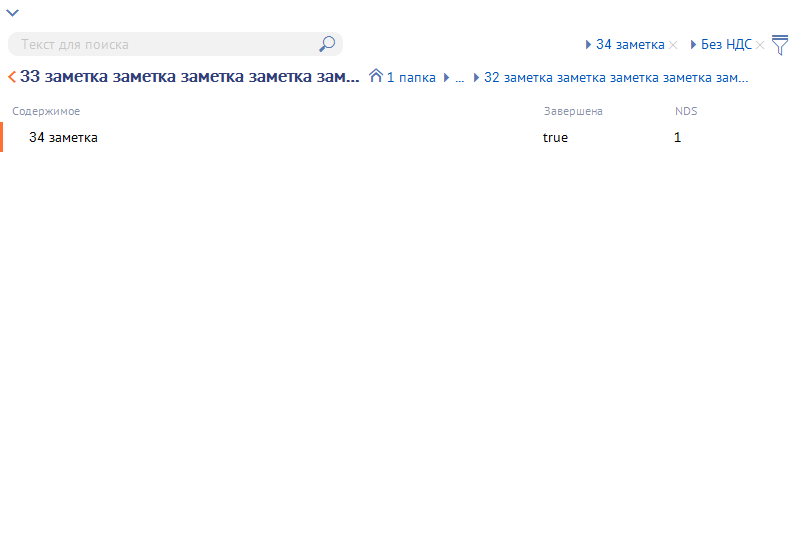 Текст для поиска 34 заметка Без НДС
33 заметка заметка заметка заметка зам... 1 папка ... 32 заметка заметка заметка заметка зам...
Содержимое Завершена NDS
34 заметка true 1